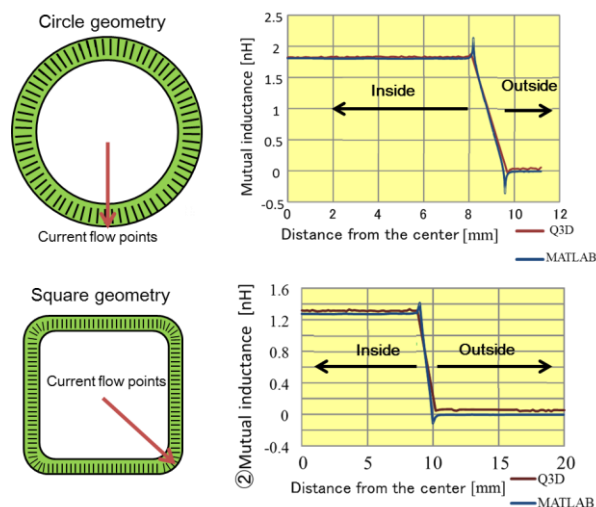 Circle geometry
Current flow points
Mutual inductance [nH]
2.5
2
1.5
1
0.5
0
-0.5
Inside
Outside
0 2 4 6 8 10 12
Distance from the center [mm]
Q3D
MATLAB
Square geometry
Current flow points
②Mutual inductance [nH]
1.6
1.2
0.8
0.4
0
-0.4
Inside
Outside
0 5 10 15 20
Distance from the center [mm]
Q3D
MATLAB